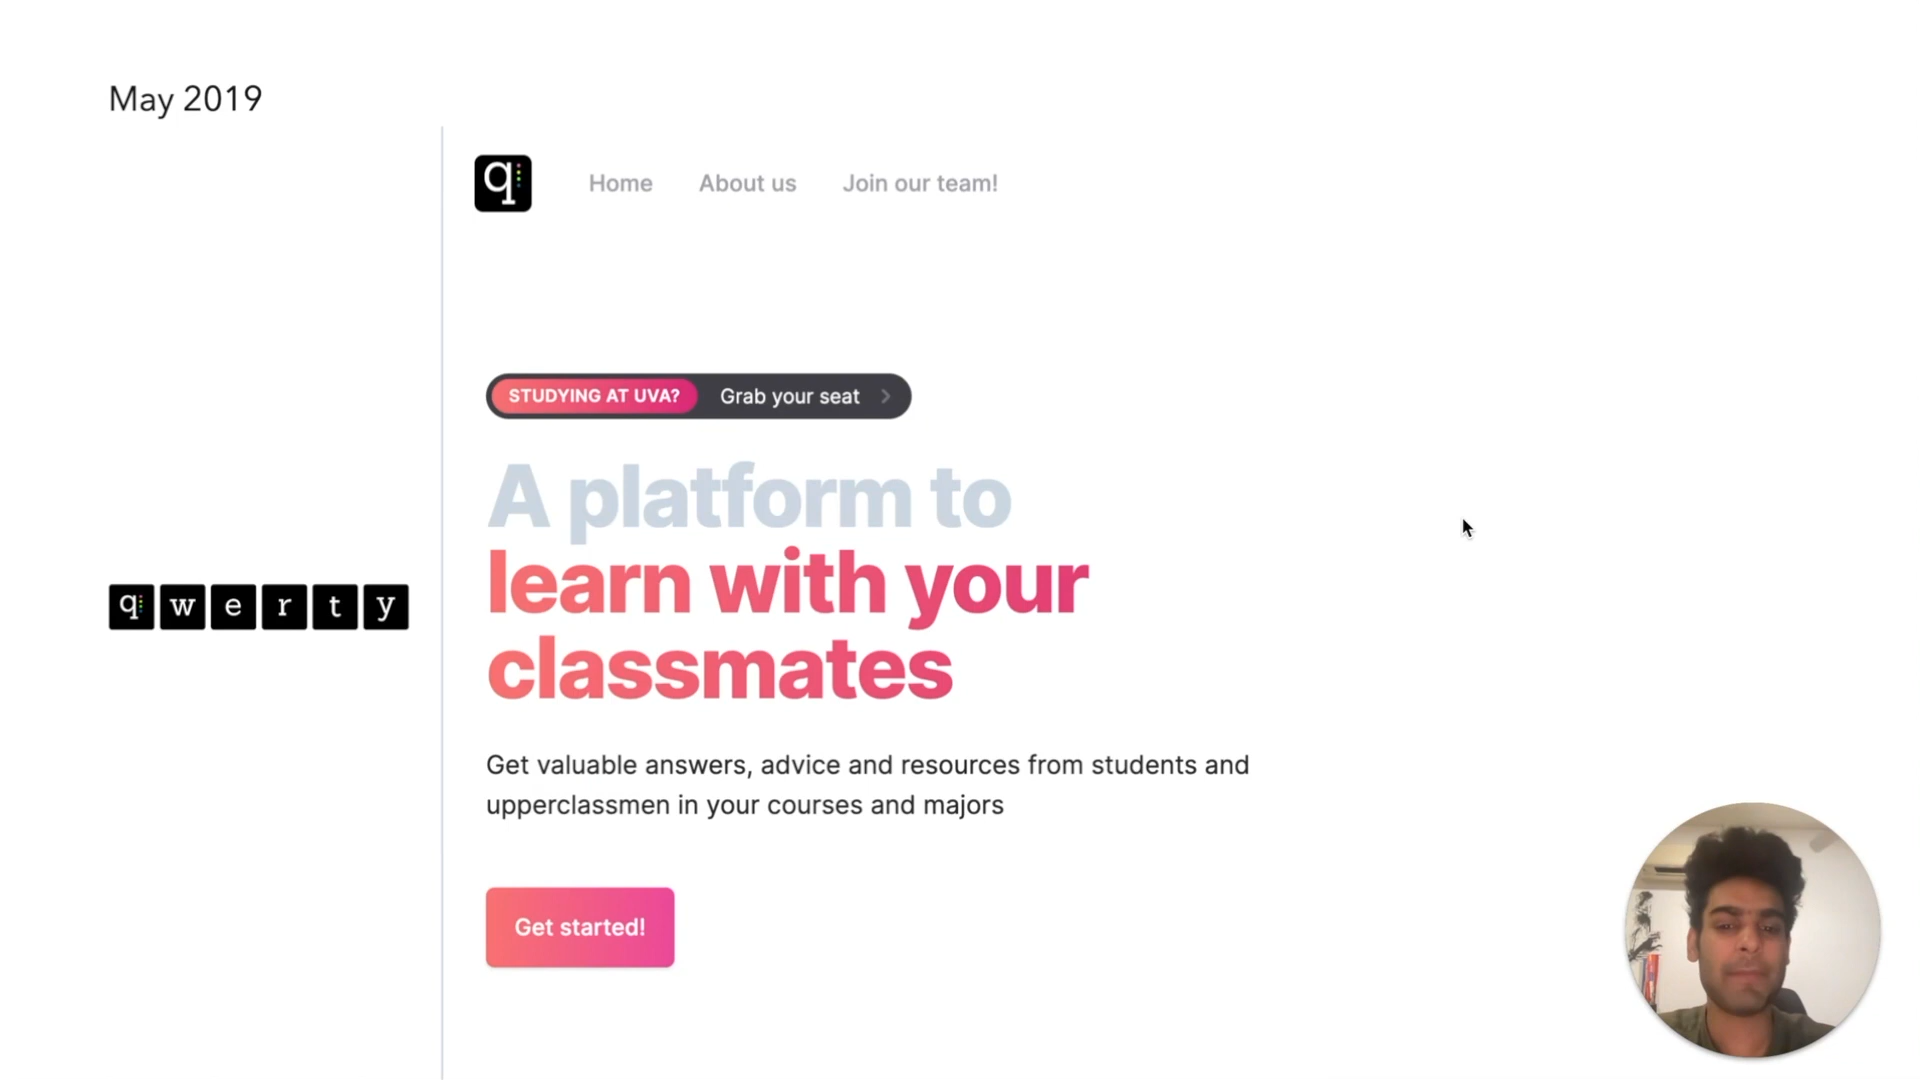 May 2019
q
Home
About us
Join our team!
STUDYING AT UVA?
Grab your seat
A platform to
learn with your
classmates
qwerty
Get valuable answers, advice and resources from students and
upperclassmen in your courses and majors
Get started!